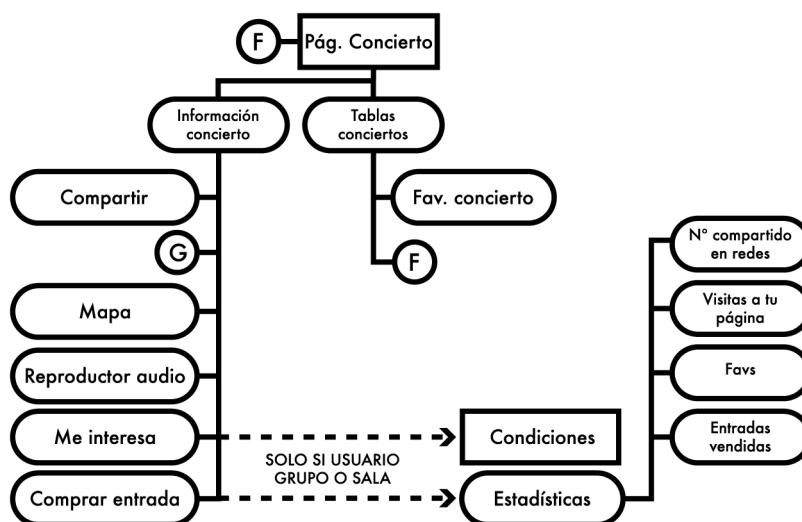 F
Pág. Concierto
Información
concierto
Tablas
conciertos
Compartir
G
Mapa
Reproductor audio
Me interesa
Comprar entrada
Fav. concierto
F
SOLO SI USUARIO
GRUPO O SALA
Condiciones
Estadísticas
Nº compartido
en redes
Visitas a tu
página
Favs
Entradas
vendidas